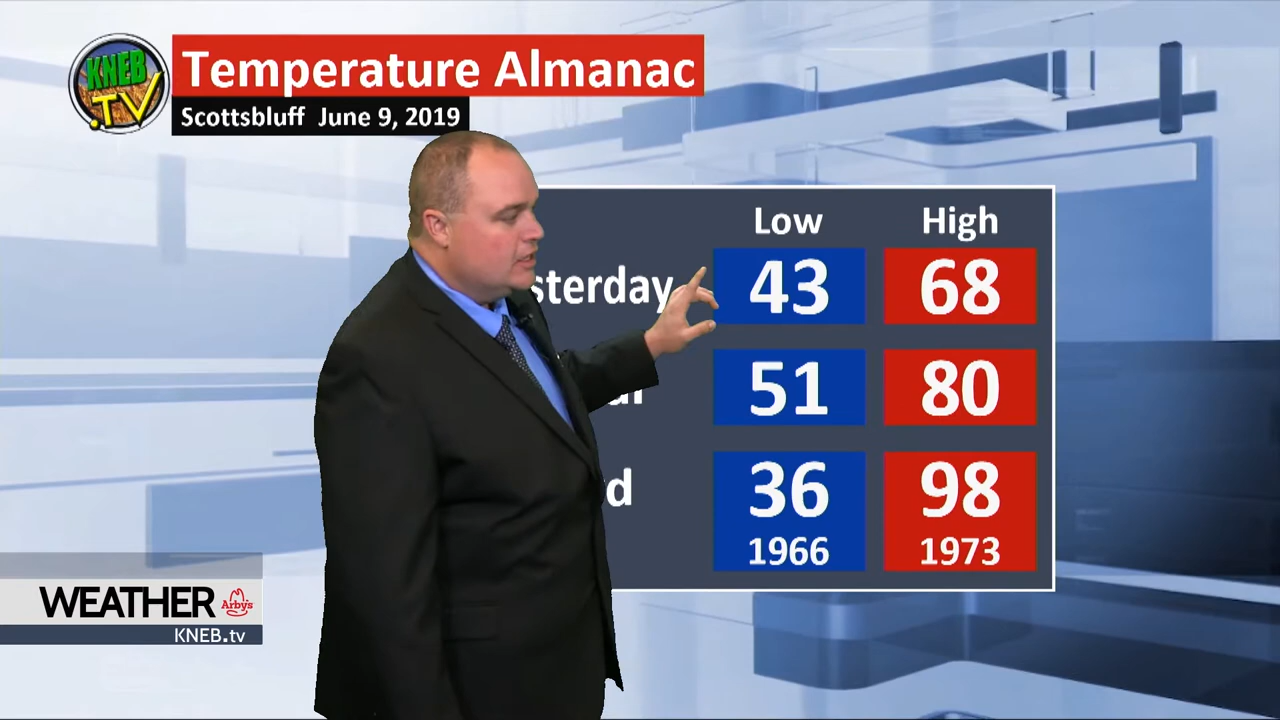 KNEB
.TV
Temperature Almanac
Scottsbluff June 9, 2019
Low High
sterday 43 68
51 80
d 36 98
1966 1973
WEATHER Arby's
KNEB.tv